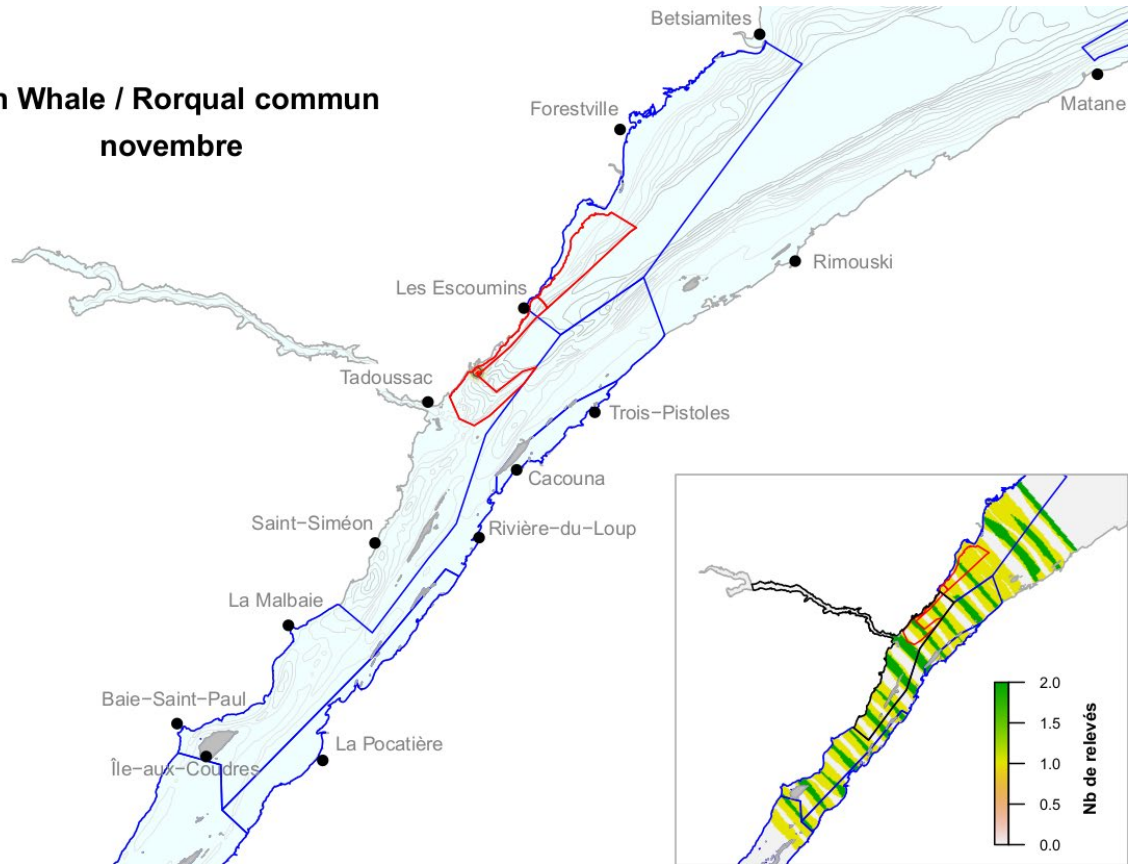 Betsiamites
Whale / Rorqual commun
novembre
Forestville
Matane
Les Escoumins
Rimouski
Tadoussac
Trois−Pistoles
Cacouna
Saint−Siméon
Rivière−du−Loup
La Malbaie
Baie−Saint−Paul
La Pocatière
Île−aux−Coudres
2.0
1.5
1.0
0.5
0.0
Nb de relevés